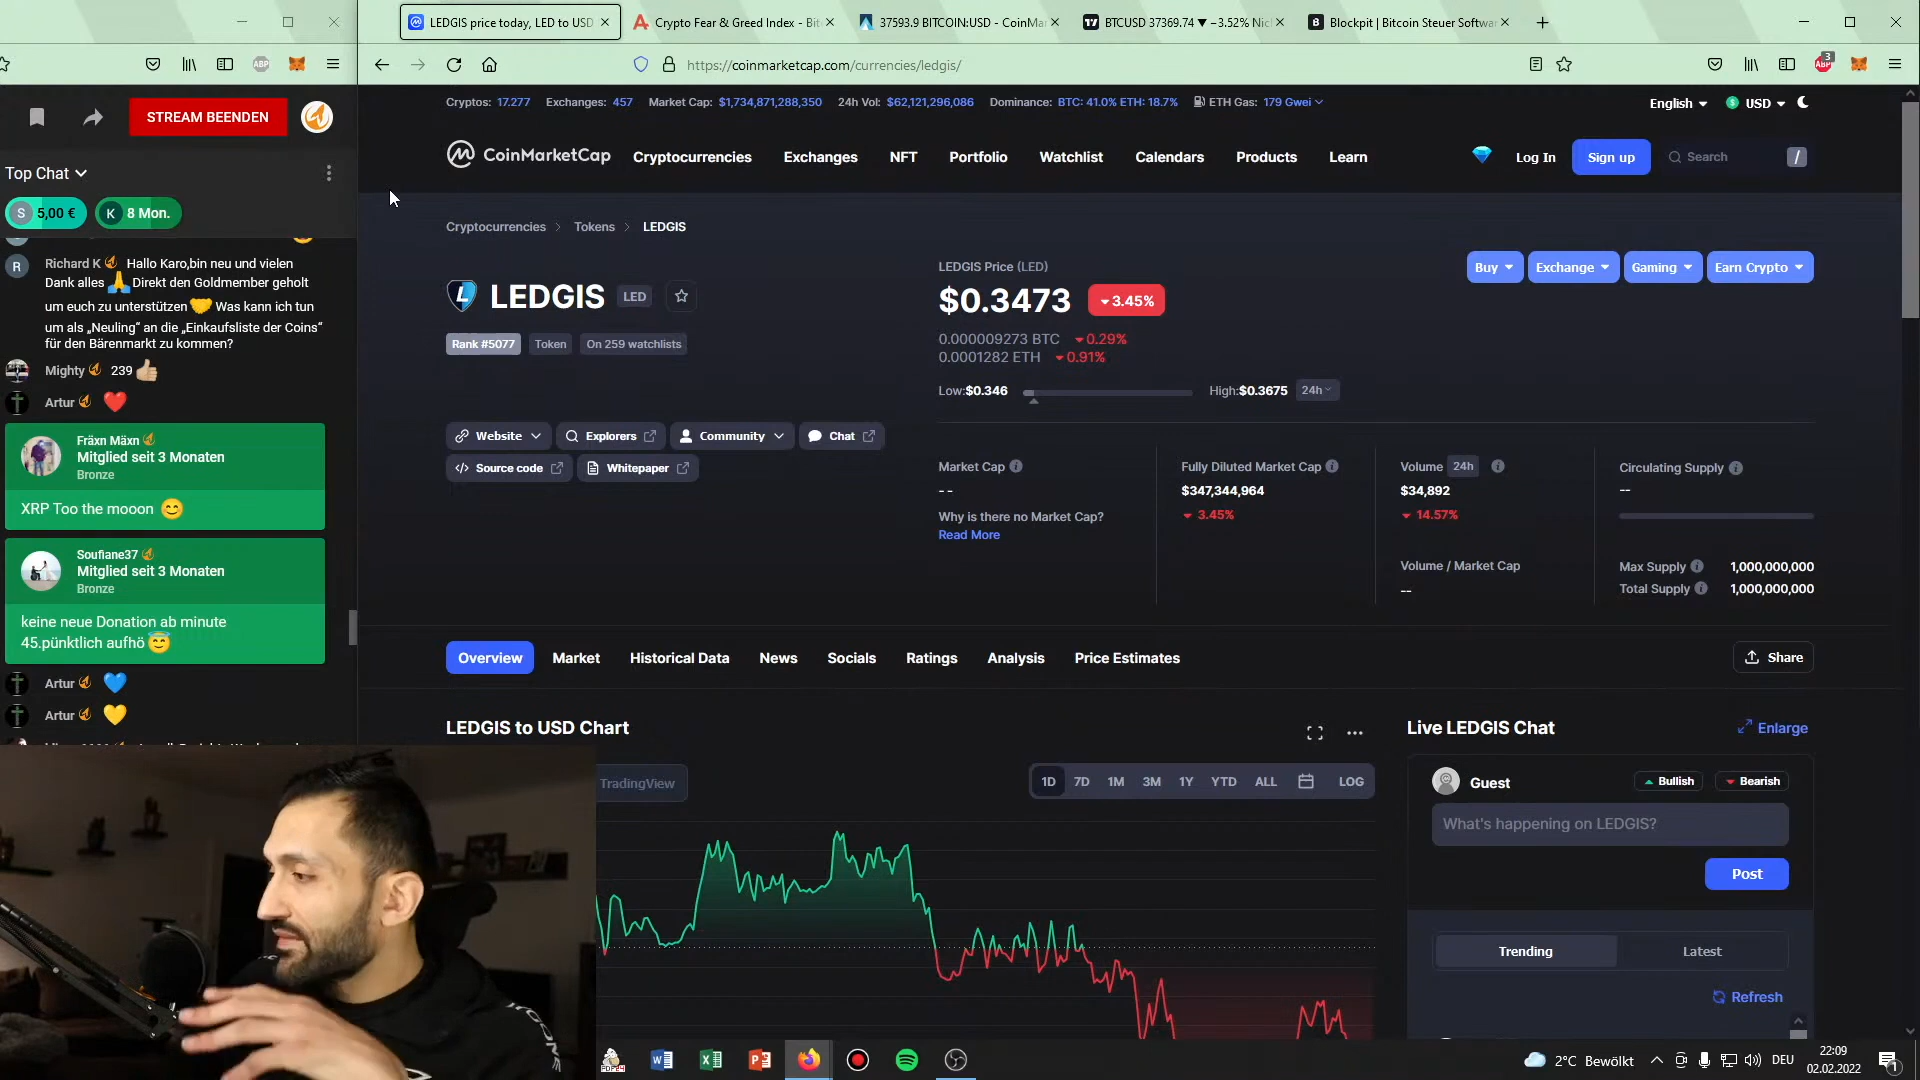 LEDGIS price today, LED to USD
Crypto Fear & Greed Index - Bit
37593.9 BITCOIN:USD - CoinMar
BTCUSD 37369.74 ▼ −3.52% Nic
Blockpit | Bitcoin Steuer Softwar
https://coinmarketcap.com/currencies/ledgis/
ABP
ABP 3
STREAM BEENDEN
Top Chat
S 5,00 €
K 8 Mon.
R
Richard K Hallo Karo,bin neu und vielen
Dank alles 🙏 Direkt den Goldmember geholt
um euch zu unterstützen 🤝 Was kann ich tun
um als „Neuling“ an die „Einkaufsliste der Coins“
für den Bärenmarkt zu kommen?
Mighty 239 👍
Artur ❤️
Fräxn Mäxn
Mitglied seit 3 Monaten
Bronze
XRP Too the mooon 😊
Soufiane37
Mitglied seit 3 Monaten
Bronze
keine neue Donation ab minute
45.pünktlich aufhö 😇
Artur 💙
Artur 💛
Cryptos: 17.277 Exchanges: 457 Market Cap: $1,734,871,288,350 24h Vol: $62,121,296,086 Dominance: BTC: 41.0% ETH: 18.7% ETH Gas: 179 Gwei
English
USD
CoinMarketCap
Cryptocurrencies
Exchanges
NFT
Portfolio
Watchlist
Calendars
Products
Learn
Log In
Sign up
Search
/
Cryptocurrencies > Tokens > LEDGIS
LEDGIS LED
Rank #5077
Token
On 259 watchlists
Website
Explorers
Community
Chat
Source code
Whitepaper
LEDGIS Price (LED)
$0.3473 3.45%
0.000009273 BTC 0.29%
0.0001282 ETH 0.91%
Low:$0.346
High:$0.3675
24h
Buy
Exchange
Gaming
Earn Crypto
Market Cap
--
Why is there no Market Cap?
Read More
Fully Diluted Market Cap
$347,344,964
3.45%
Volume 24h
$34,892
14.57%
Volume / Market Cap
--
Circulating Supply
--
Max Supply 1,000,000,000
Total Supply 1,000,000,000
Overview
Market
Historical Data
News
Socials
Ratings
Analysis
Price Estimates
Share
LEDGIS to USD Chart
TradingView
1D 7D 1M 3M 1Y YTD ALL LOG
Live LEDGIS Chat
Enlarge
Guest
Bullish
Bearish
What's happening on LEDGIS?
Post
Trending
Latest
Refresh
2°C Bewölkt
DEU
22:09
02.02.2022
1